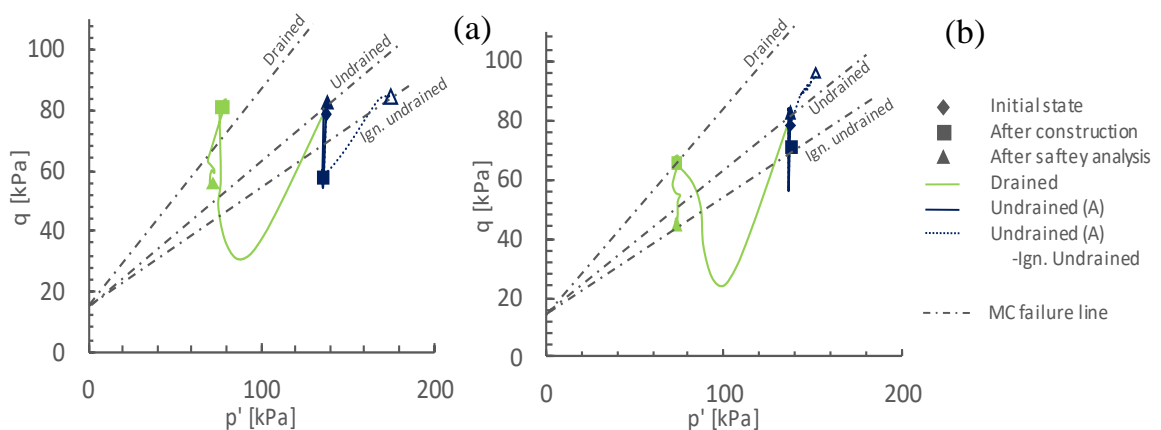 (a)
q [kPa]
100
80
60
40
20
0
0
100
200
p' [kPa]
Drained
Undrained
Ign. undrained
(b)
q [kPa]
100
80
60
40
20
0
0
100
200
p' [kPa]
Drained
Undrained
Ign. undrained
Initial state
After construction
After saftey analysis
Drained
Undrained (A)
Undrained (A)
-Ign. Undrained
MC failure line